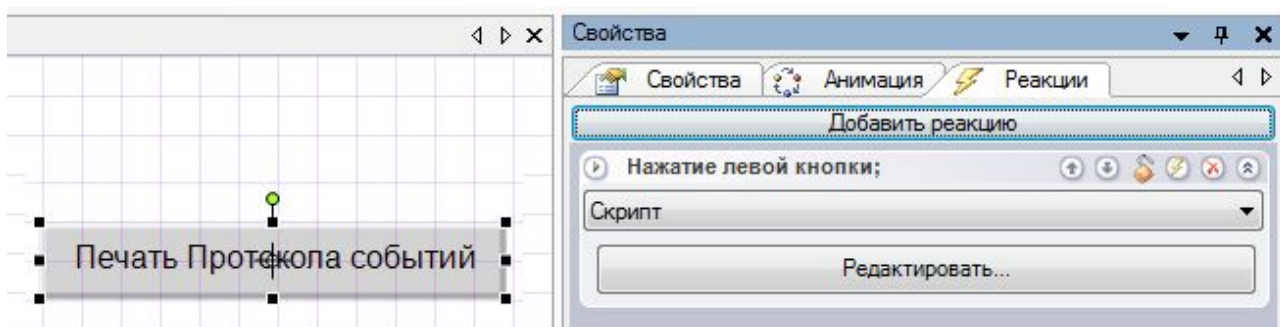 Свойства
Свойства Анимация Реакции
Добавить реакцию
Нажатие левой кнопки;
Скрипт
Печать Протокола событий
Редактировать...